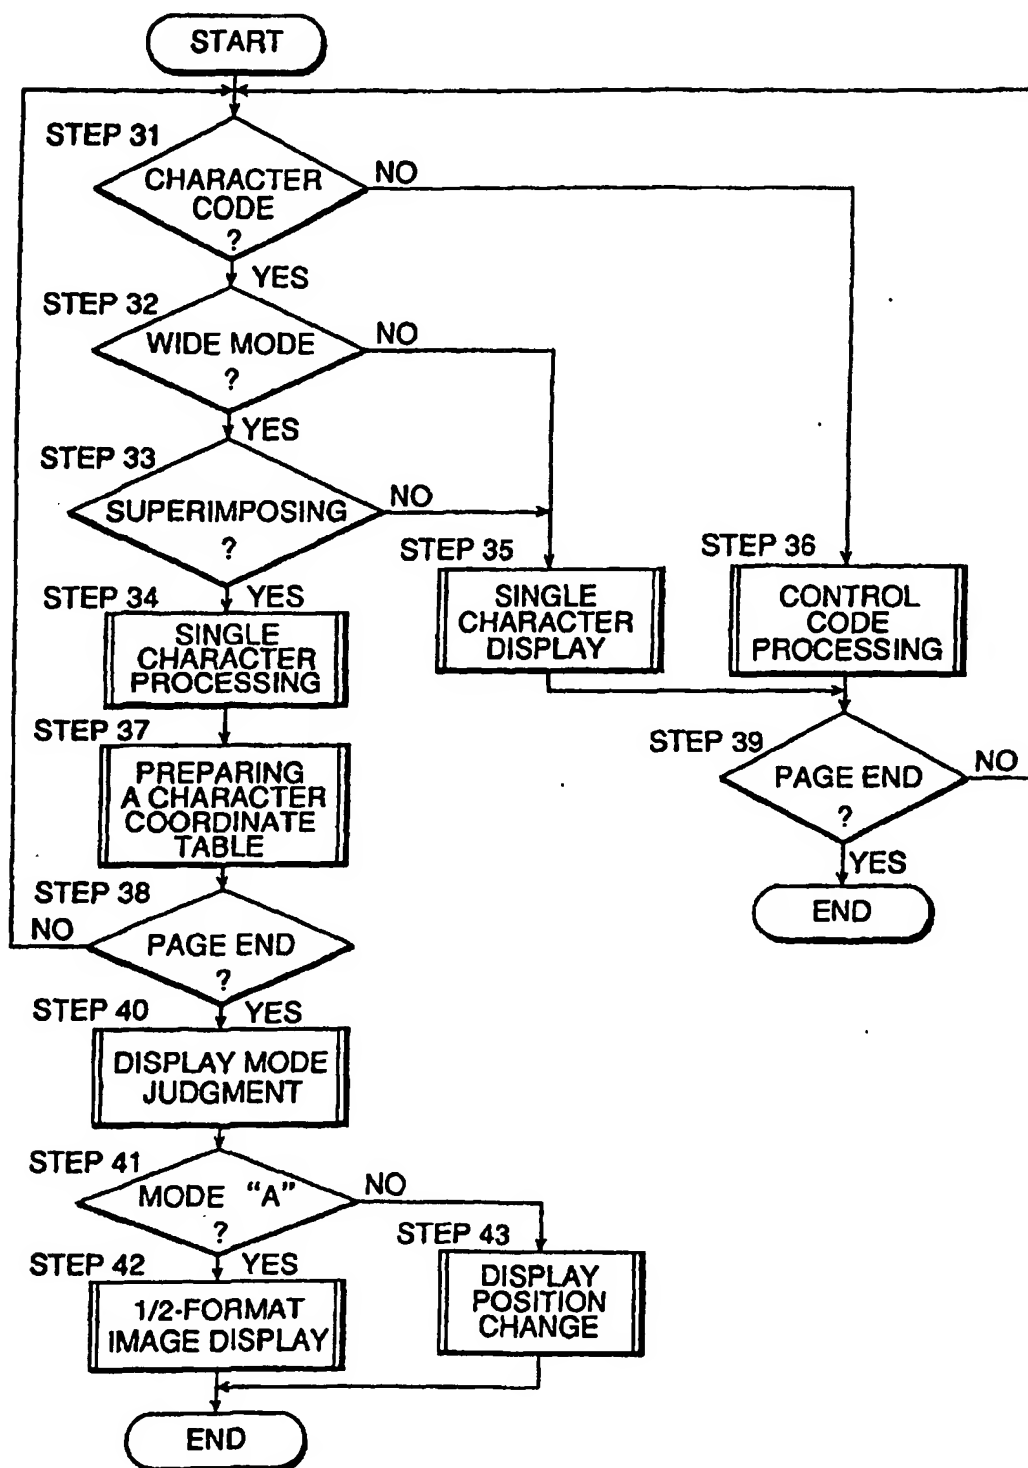 START
STEP 31
CHARACTER
CODE
?
NO
YES
STEP 32
WIDE MODE
?
NO
YES
STEP 33
SUPERIMPOSING
?
NO
YES
STEP 34
SINGLE
CHARACTER
PROCESSING
STEP 35
SINGLE
CHARACTER
DISPLAY
STEP 36
CONTROL
CODE
PROCESSING
STEP 37
PREPARING
A CHARACTER
COORDINATE
TABLE
STEP 39
PAGE END
?
NO
YES
END
STEP 38
NO
PAGE END
?
YES
STEP 40
DISPLAY MODE
JUDGMENT
STEP 41
MODE "A"
?
NO
YES
STEP 42
1/2-FORMAT
IMAGE DISPLAY
STEP 43
DISPLAY
POSITION
CHANGE
END